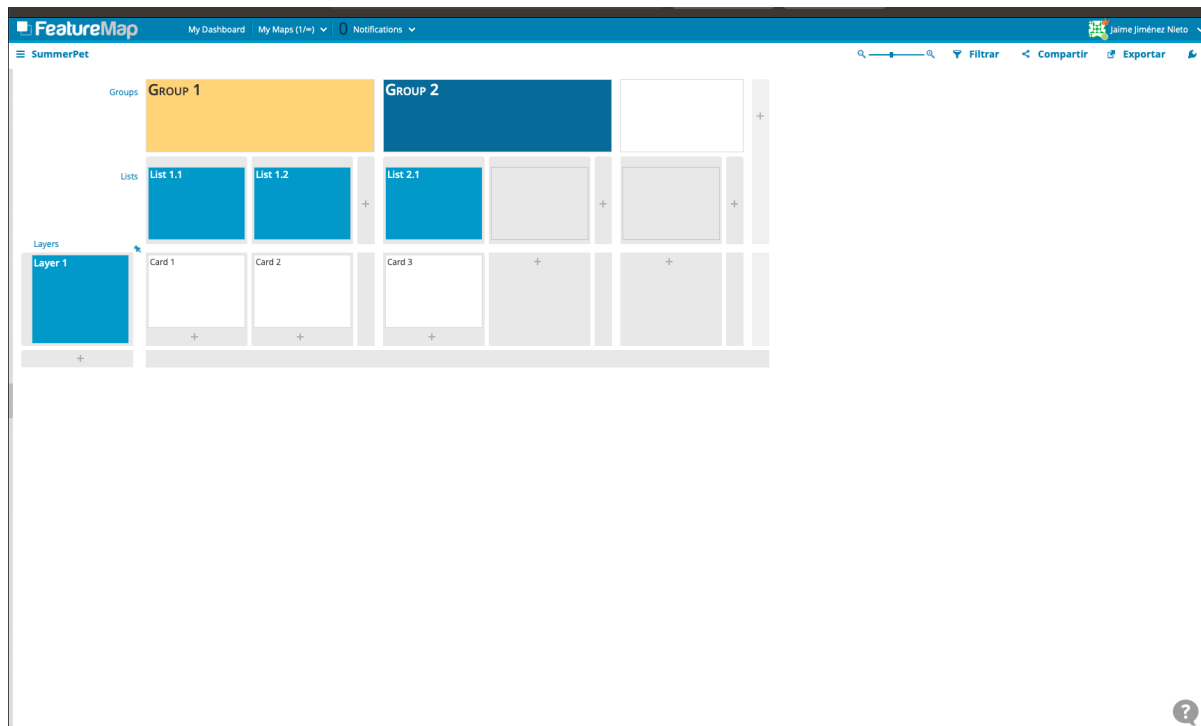 FeatureMap My Dashboard My Maps (1/∞) 0 Notifications Jaime Jiménez Nieto
SummerPet Filtrar Compartir Exportar
Groups GROUP 1 GROUP 2
+
Lists List 1.1 List 1.2 List 2.1
+ + +
Layers
Layer 1 Card 1 Card 2 Card 3 + +
+ + +
+
?